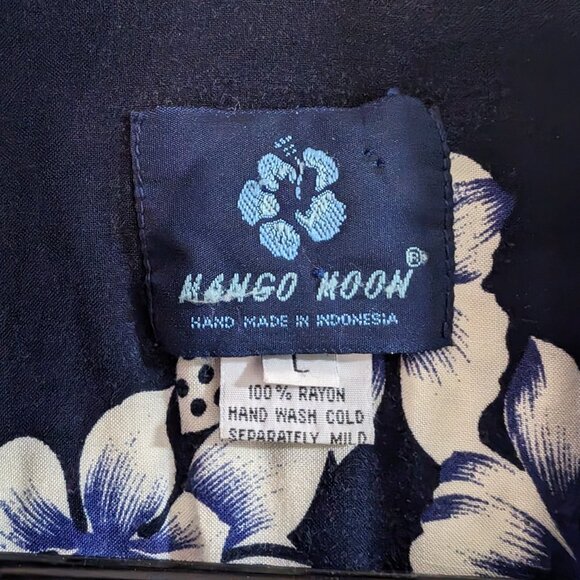 MANGO MOON®
HAND MADE IN INDONESIA
L
100% RAYON
HAND WASH COLD
SEPARATELY MILD